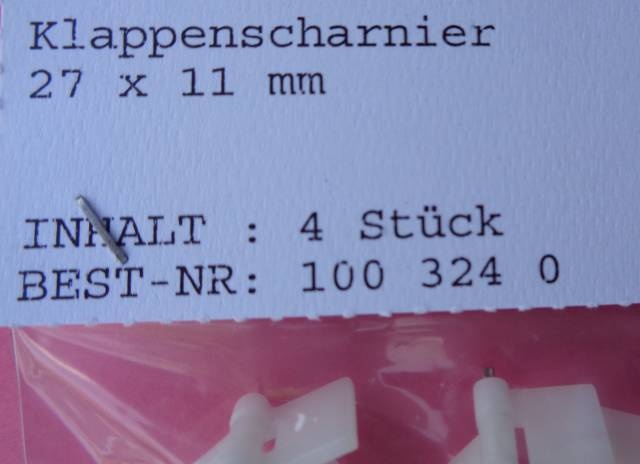 Klappenscharnier
27 x 11 mm
INHALT : 4 Stück
BEST-NR: 100 324 0